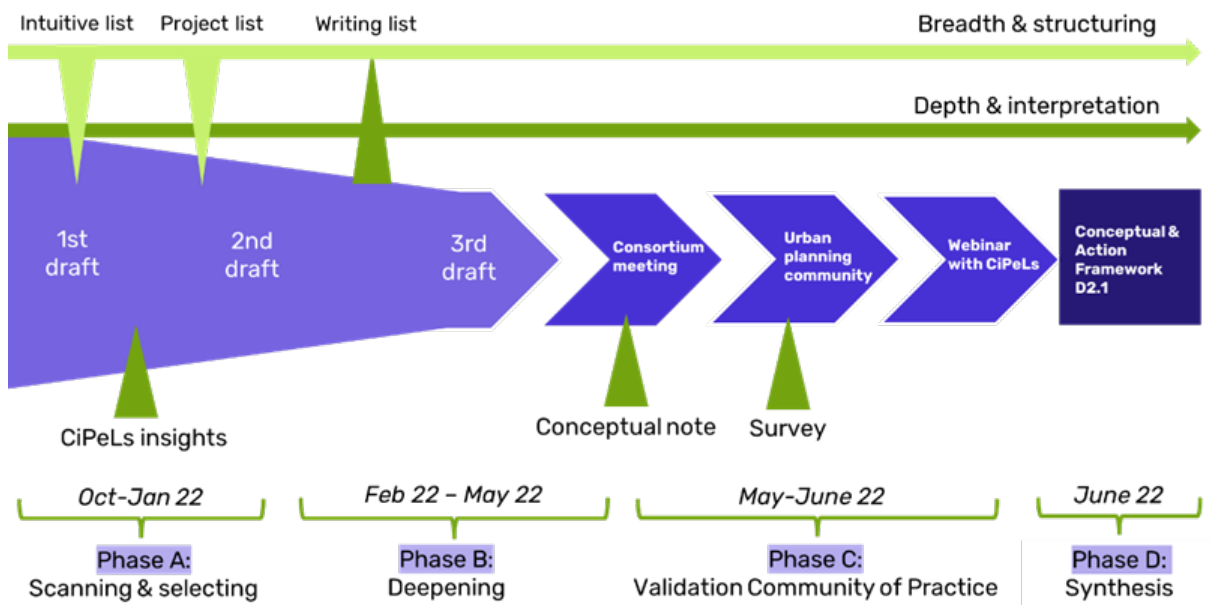 Intuitive list
Project list
Writing list
Breadth & structuring
Depth & interpretation
1st
draft
2nd
draft
3rd
draft
Consortium
meeting
Urban
planning
community
Webinar
with CiPeLs
Conceptual &
Action
Framework
D2.1
CiPeLs insights
Conceptual note
Survey
Oct-Jan 22
Feb 22 – May 22
May-June 22
June 22
Phase A:
Scanning & selecting
Phase B:
Deepening
Phase C:
Validation Community of Practice
Phase D:
Synthesis